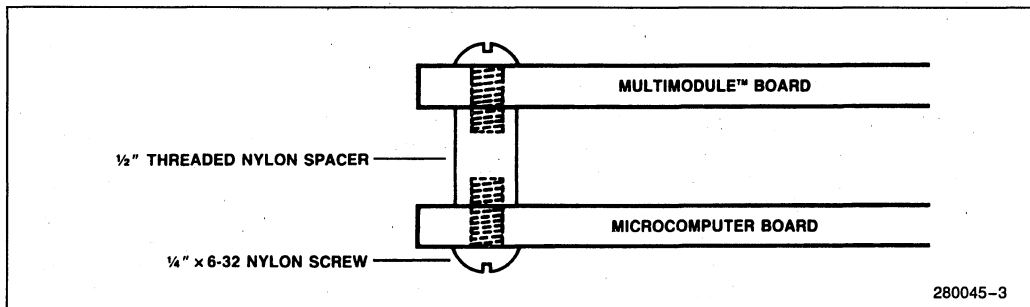 MULTIMODULE™ BOARD
½" THREADED NYLON SPACER
MICROCOMPUTER BOARD
¼" × 6-32 NYLON SCREW
280045-3